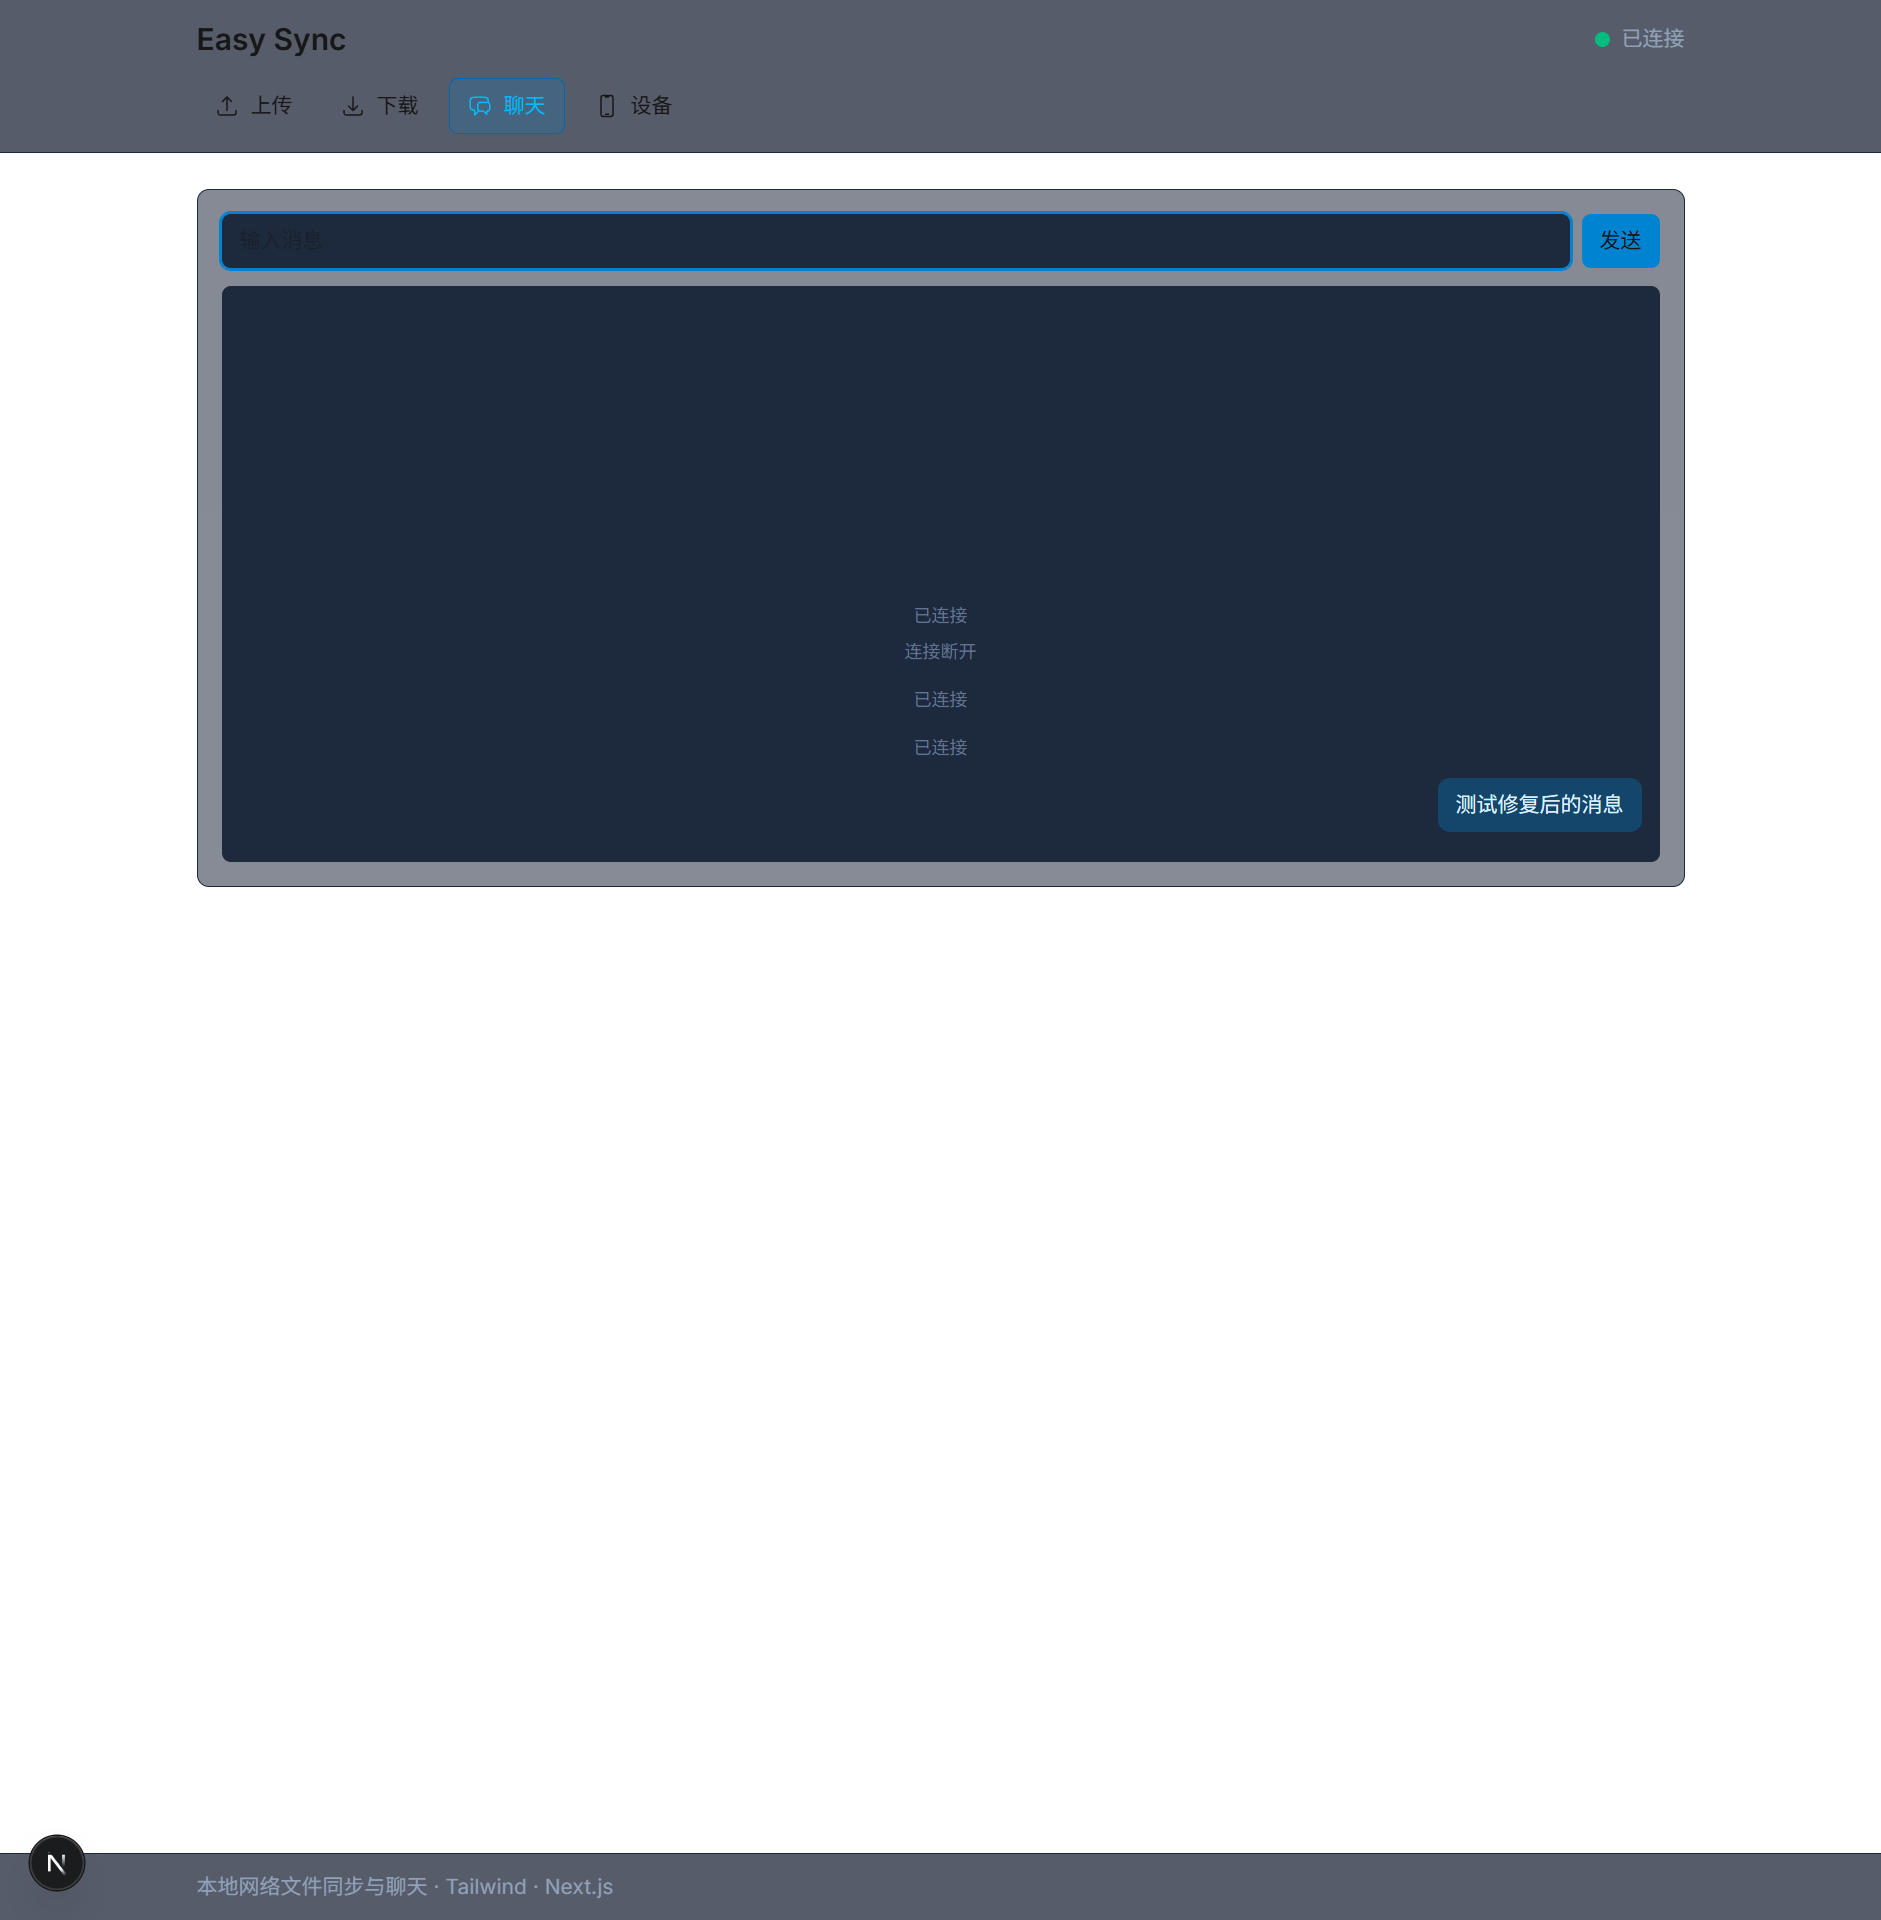 Easy Sync
已连接
上传
下载
聊天
设备
输入消息
发送
已连接
连接断开
已连接
已连接
测试修复后的消息
N
本地网络文件同步与聊天 · Tailwind · Next.js